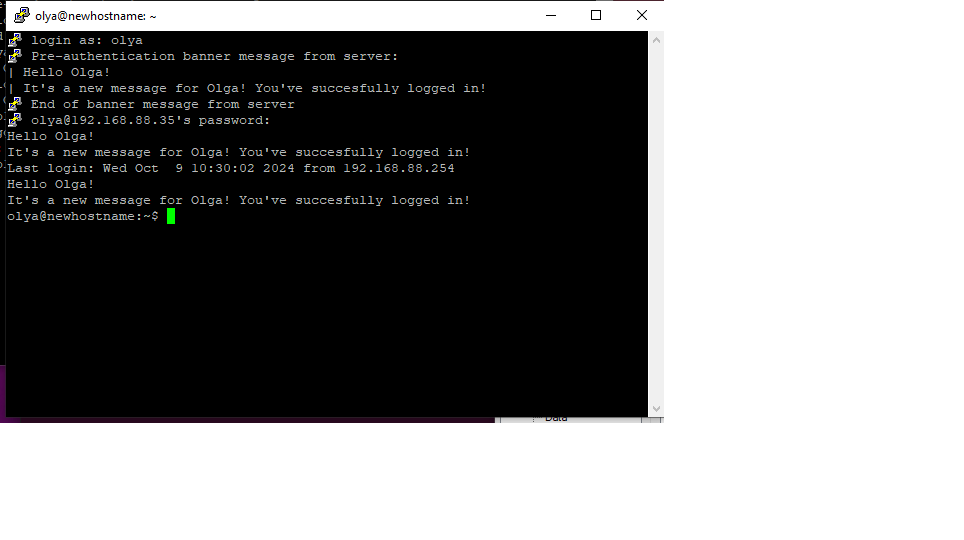 olya@newhostname: ~
login as: olya
Pre-authentication banner message from server:
| Hello Olga!
| It's a new message for Olga! You've succesfully logged in!
End of banner message from server
olya@192.168.88.35's password:
Hello Olga!
It's a new message for Olga! You've succesfully logged in!
Last login: Wed Oct  9 10:30:02 2024 from 192.168.88.254
Hello Olga!
It's a new message for Olga! You've succesfully logged in!
olya@newhostname:~$
Data